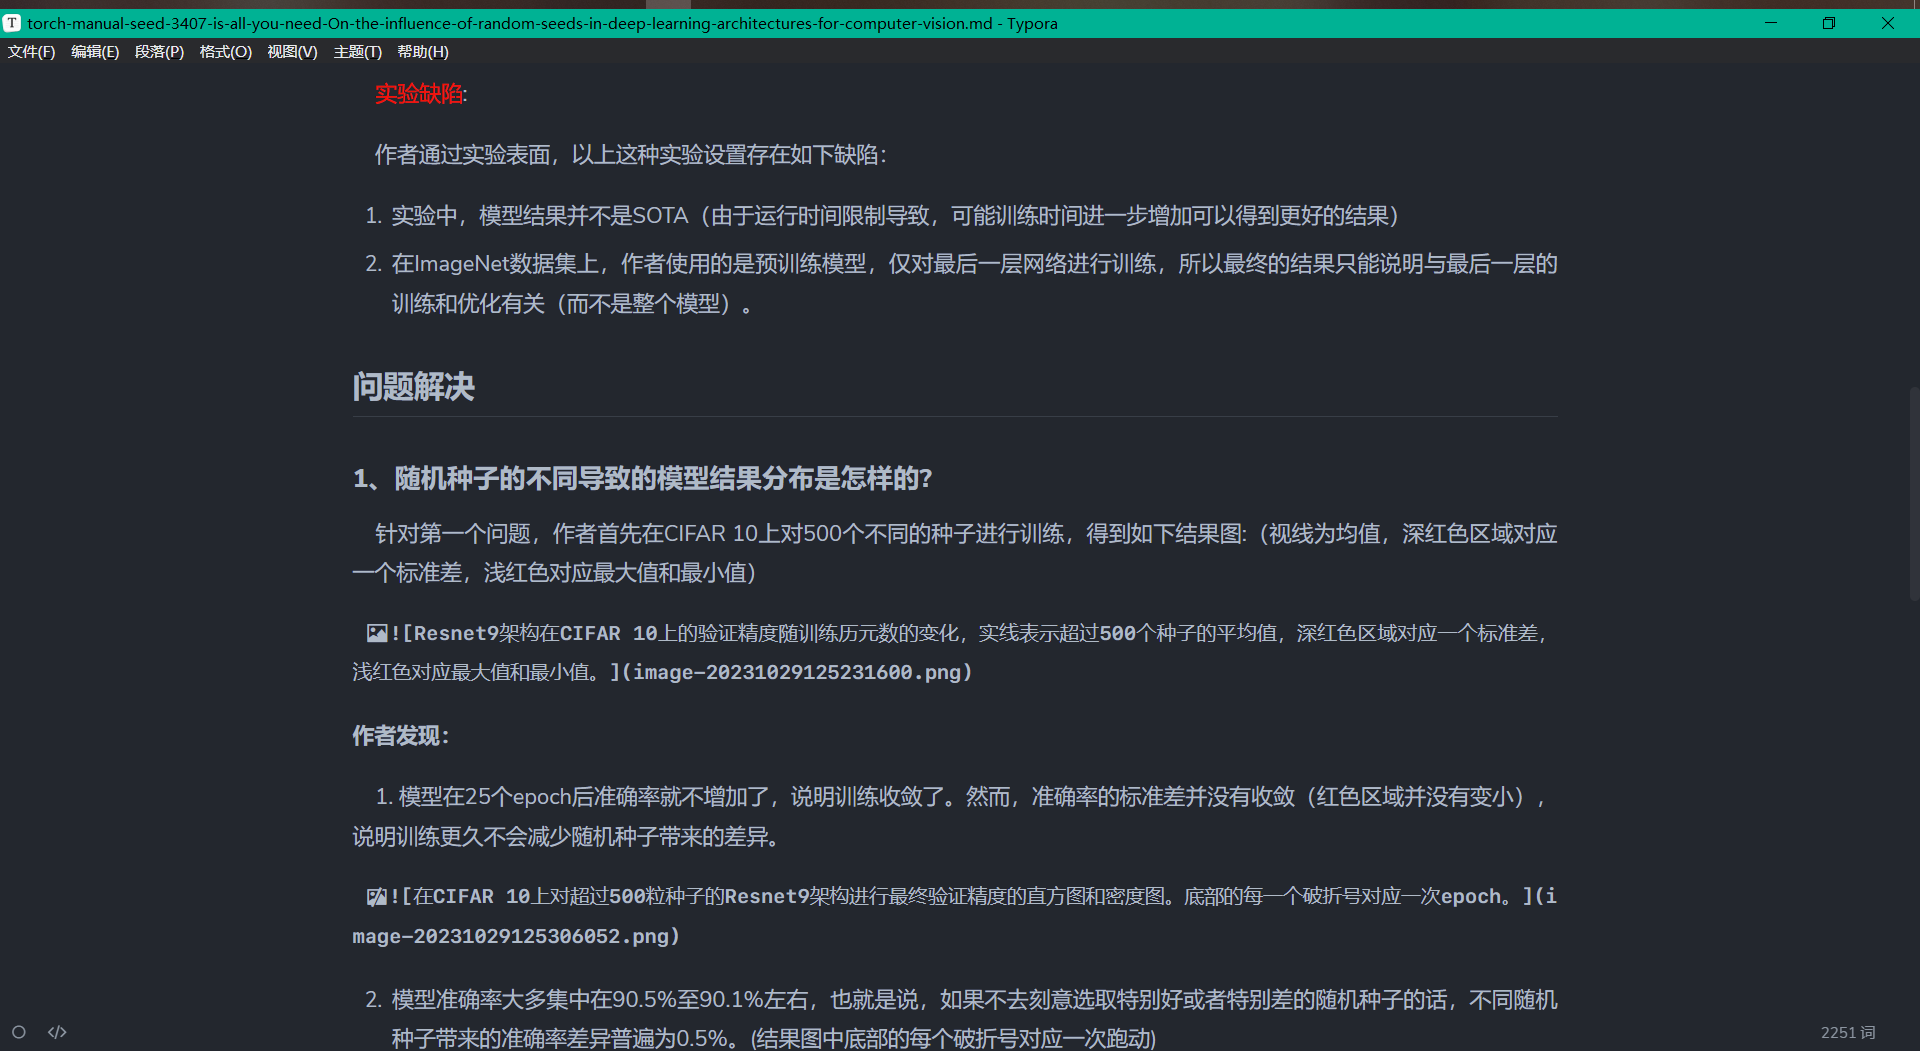 torch-manual-seed-3407-is-all-you-need-On-the-influence-of-random-seeds-in-deep-learning-architectures-for-computer-vision.md - Typora
文件(F) 编辑(E) 段落(P) 格式(O) 视图(V) 主题(T) 帮助(H)
实验缺陷:
作者通过实验表面，以上这种实验设置存在如下缺陷：
1. 实验中，模型结果并不是SOTA（由于运行时间限制导致，可能训练时间进一步增加可以得到更好的结果）
2. 在ImageNet数据集上，作者使用的是预训练模型，仅对最后一层网络进行训练，所以最终的结果只能说明与最后一层的
训练和优化有关（而不是整个模型）。
问题解决
1、随机种子的不同导致的模型结果分布是怎样的?
针对第一个问题，作者首先在CIFAR 10上对500个不同的种子进行训练，得到如下结果图:（视线为均值，深红色区域对应
一个标准差，浅红色对应最大值和最小值）
![Resnet9架构在CIFAR 10上的验证精度随训练历元数的变化，实线表示超过500个种子的平均值，深红色区域对应一个标准差，
浅红色对应最大值和最小值。](image-20231029125231600.png)
作者发现：
1. 模型在25个epoch后准确率就不增加了，说明训练收敛了。然而，准确率的标准差并没有收敛（红色区域并没有变小），
说明训练更久不会减少随机种子带来的差异。
![在CIFAR 10上对超过500粒种子的Resnet9架构进行最终验证精度的直方图和密度图。底部的每一个破折号对应一次epoch。](i
mage-20231029125306052.png)
2. 模型准确率大多集中在90.5%至90.1%左右，也就是说，如果不去刻意选取特别好或者特别差的随机种子的话，不同随机
种子带来的准确率差异普遍为0.5%。(结果图中底部的每个破折号对应一次跑动)
2251 词